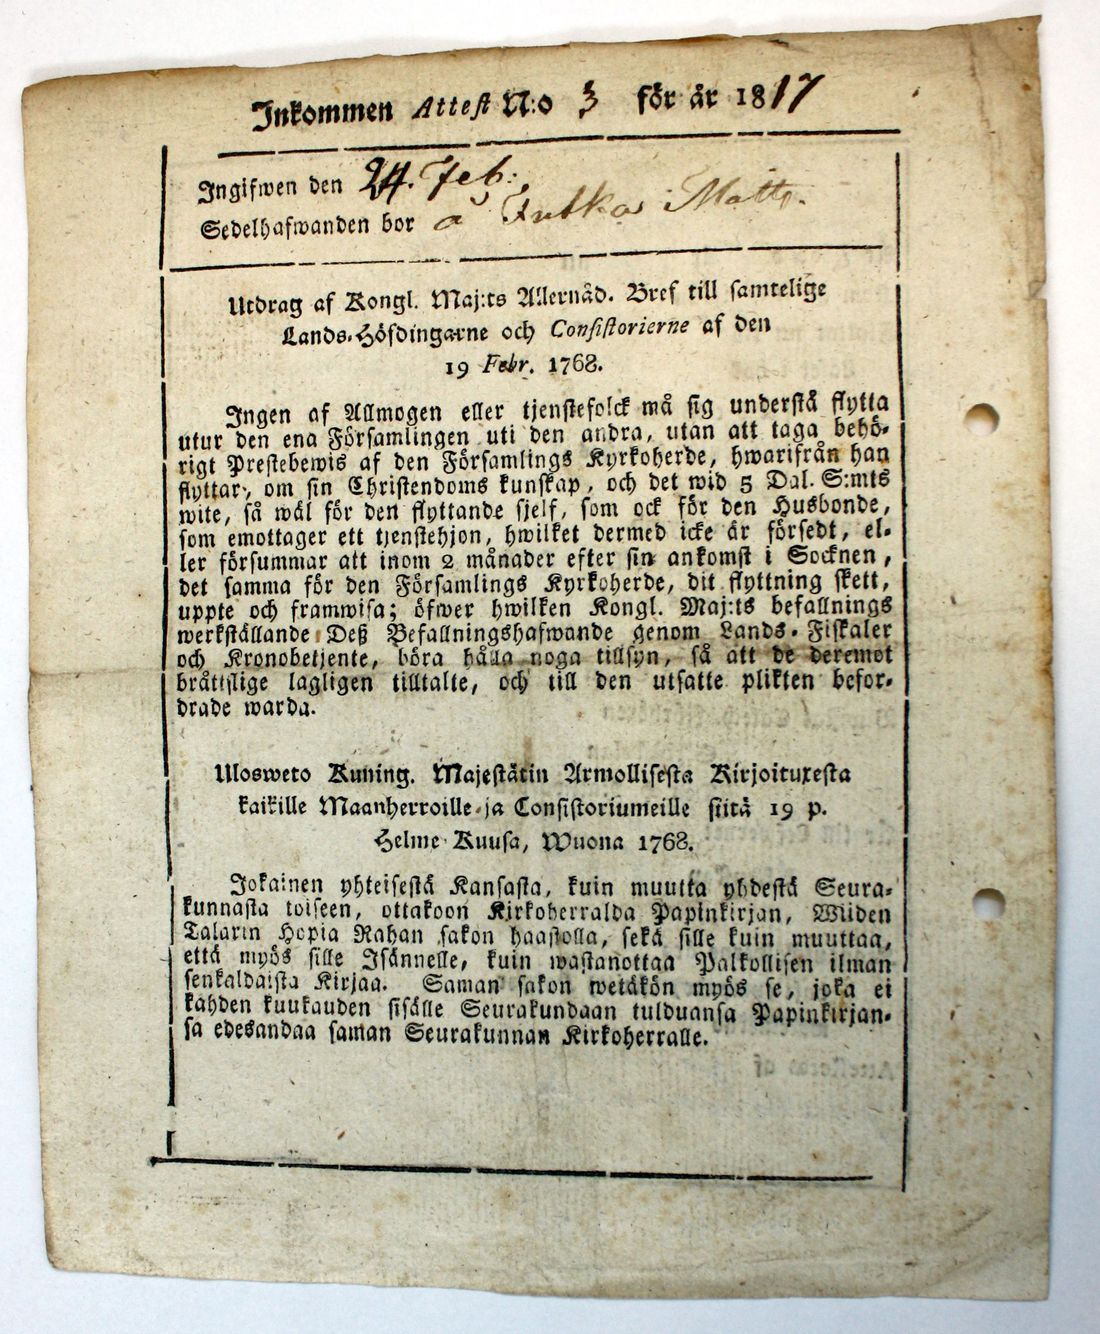 Inkommen Attest N:o 3 för år 1817
Ingifwen den 24. Feb:
Sedelhafwanden bor å
Utdrag af Kongl. Maj:ts Allernåd. Bref till samtelige
Lands-Höfdingarne och Consistorierne af den
19 Febr. 1768.
Ingen af Allmogen eller tjenstefolck må sig understå flytta
utur den ena Församlingen uti den andra, utan att taga behö-
rigt Prestebewis af den Församlings Kyrkoherde, hwarifrån han
flyttar, om sin Christendoms kunskap, och det wid 5 Dal. S:mts
wite, så wäl för den flyttande sjelf, som ock för den Husbonde,
som emottager ett tjenstehjon, hwilket dermed icke är försedt, el-
ler försummar att inom 2 månader efter sin ankomst i Socknen,
det samma för den Församlings Kyrkoherde, dit flyttning skett,
uppte och framwisa; öfwer hwilken Kongl. Maj:ts befallnings
werkställande Deß Befallningshafwande genom Lands-Fiskaler
och Kronobetjente, böra hålla noga tillsyn, så att de deremot
bråttslige lagligen tilltalte, och till den utsatte plikten befor-
drade warda.
Ulosweto Kuning. Majestätin Armollisesta Kirjoituxesta
kaikille Maanherroille ja Consistoriumeille siitä 19 p.
Helme Kuusa, Wuona 1768.
Jokainen yhteisestä Kansasta, kuin muutta yhdestä Seura-
kunnasta toiseen, ottakoon Kirkoherralda Papinkirjan, Wiiden
Talarin Hopia Rahan sakon haastolla, sekä sille kuin muuttaa,
että myös sille Isännelle, kuin wastanottaa Palkollisen ilman
senkaldaista Kirjaa. Saman sakon wetäkön myös se, joka ei
kahden kuukauden sisälle Seurakundaan tulduansa Papinkirjan-
sa edesandaa saman Seurakunnan Kirkoherralle.